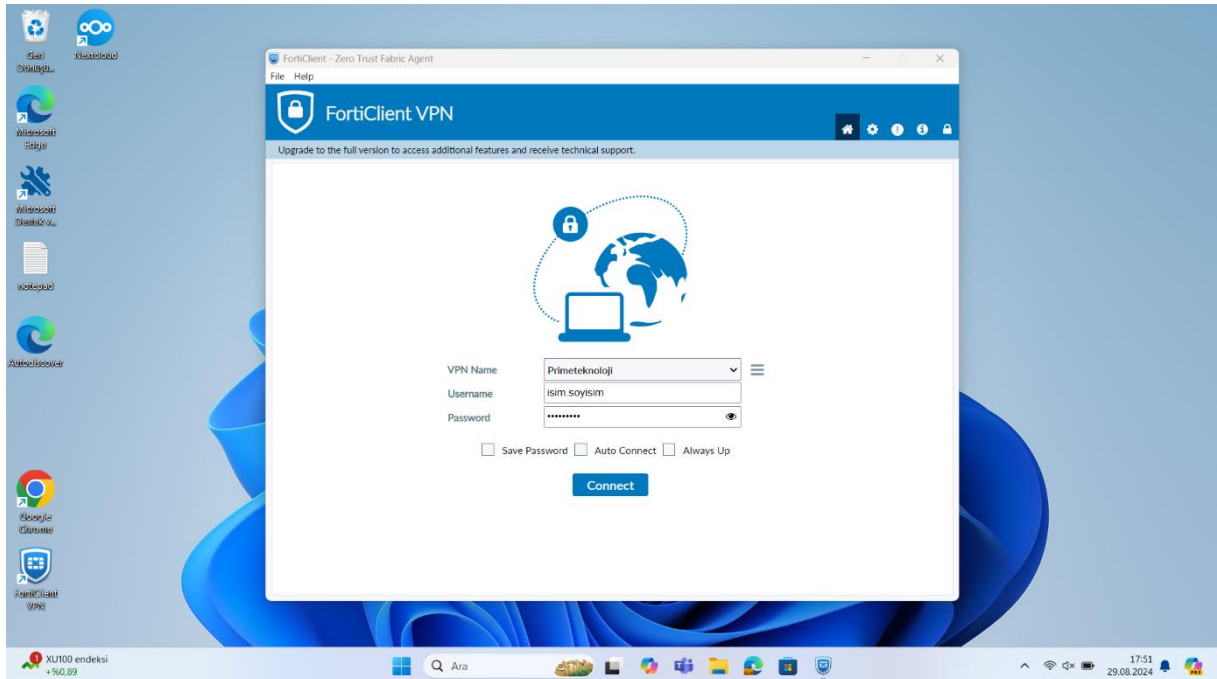 Geri
Dönüşü...
Nextcloud
Microsoft
Edge
Microsoft
Destek v...
notepad
Autodiscover
Google
Chrome
FortiClient
VPN
FortiClient - Zero Trust Fabric Agent
File Help
FortiClient VPN
Upgrade to the full version to access additional features and receive technical support.
VPN Name
Primeteknoloji
Username
isim.soyisim
Password
•••••••••
Save Password Auto Connect Always Up
Connect
1
XU100 endeksi
+%0,89
Ara
17:51
29.08.2024
PRE